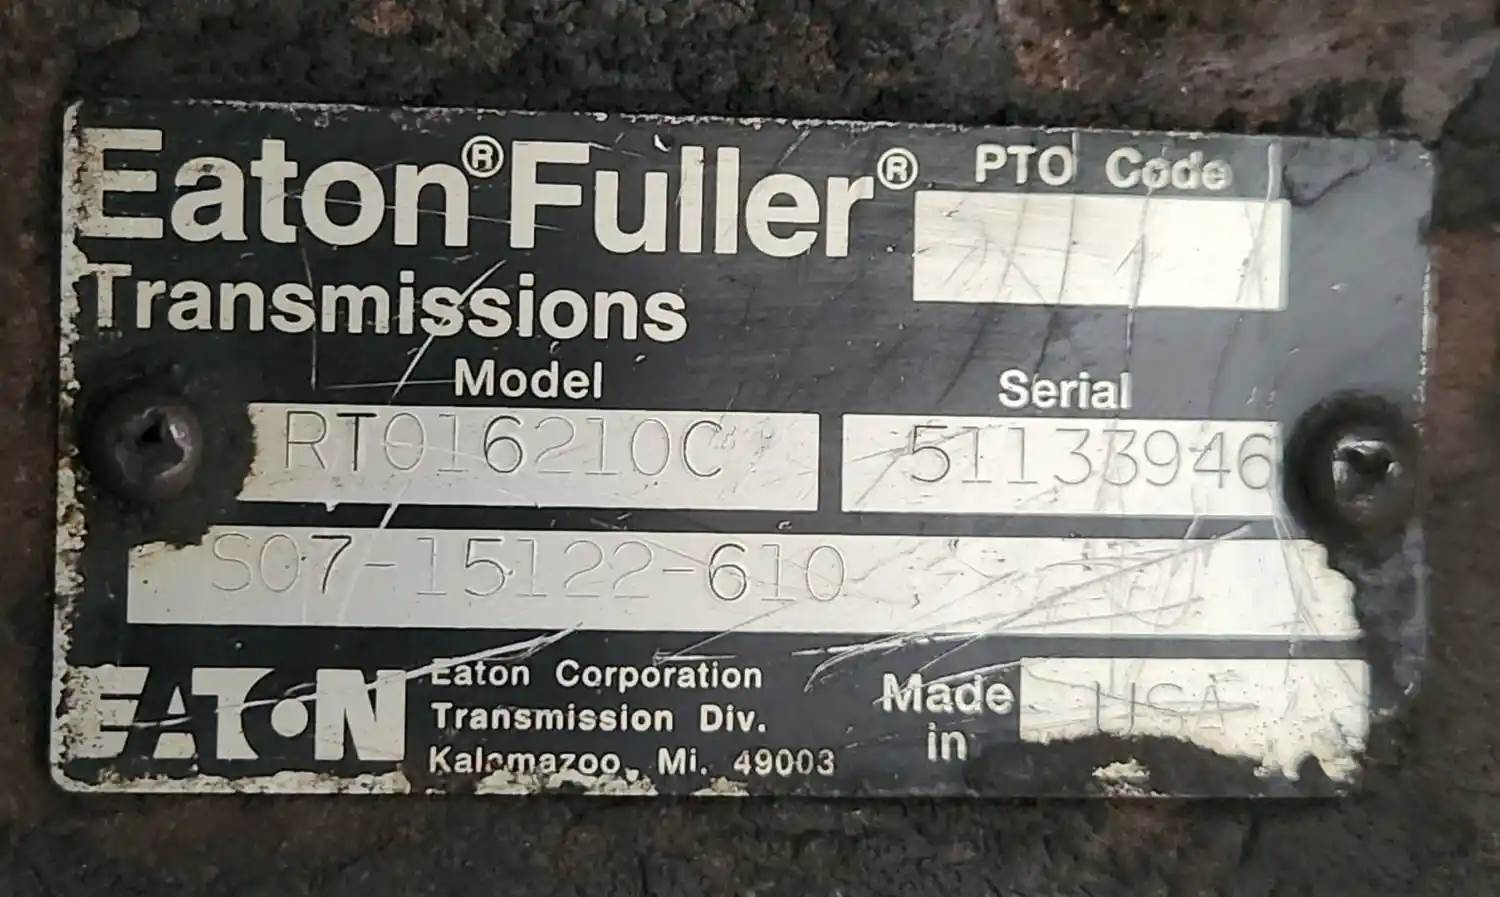 Eaton® Fuller®
Transmissions
PTO Code
Model
Serial
RTO16210C
51133946
S07-15122-610
EATON
Eaton Corporation
Transmission Div.
Kalamazoo, Mi. 49003
Made in
USA